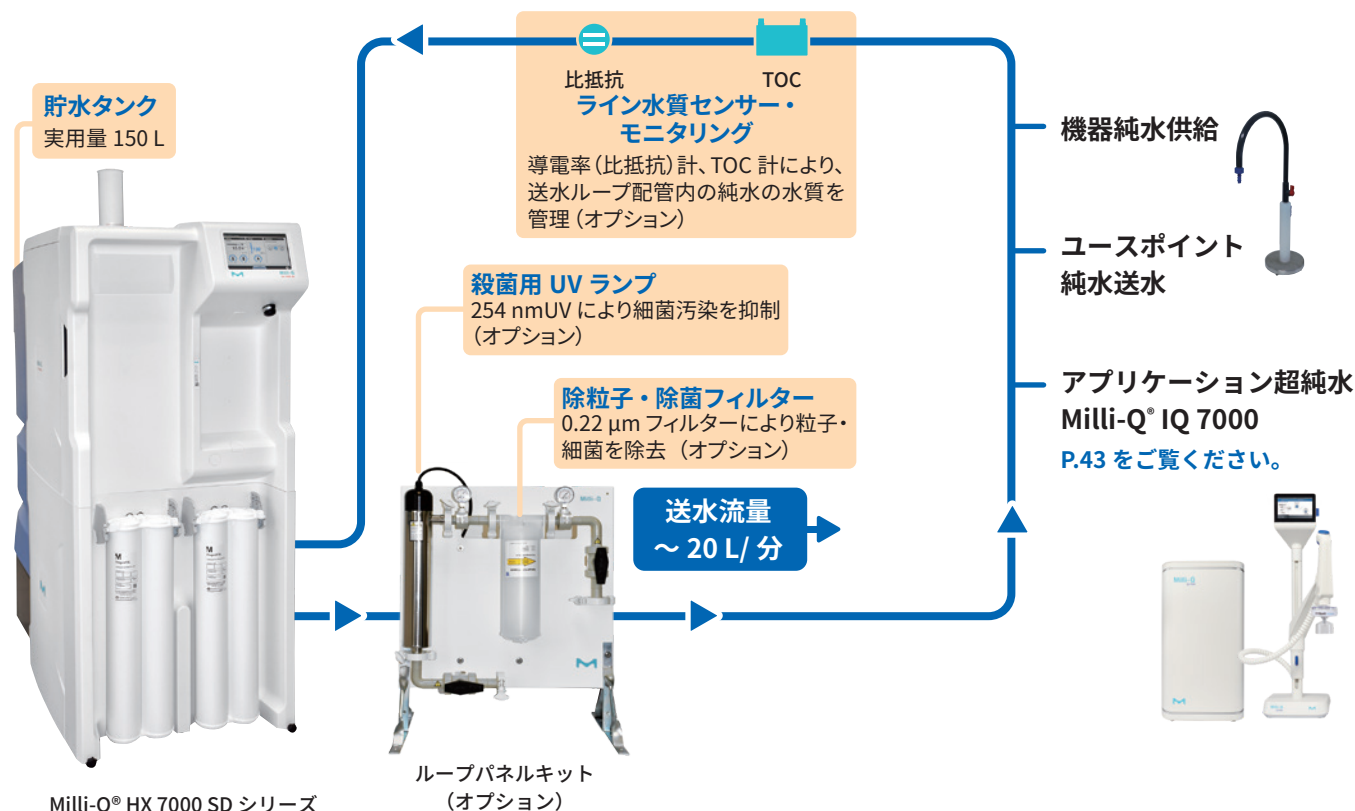 比抵抗
TOC
ライン水質センサー・
モニタリング
導電率（比抵抗）計、TOC 計により、
送水ループ配管内の純水の水質を
管理（オプション）
貯水タンク
実用量 150 L
機器純水供給
ユースポイント
純水送水
殺菌用 UV ランプ
254 nmUV により細菌汚染を抑制
（オプション）
除粒子・除菌フィルター
0.22 µm フィルターにより粒子・
細菌を除去（オプション）
アプリケーション超純水
Milli-Q® IQ 7000
P.43 をご覧ください。
送水流量
～ 20 L/ 分
Milli-Q
Milli-Q
ループパネルキット
（オプション）
Milli-Q® HX 7000 SD シリーズ